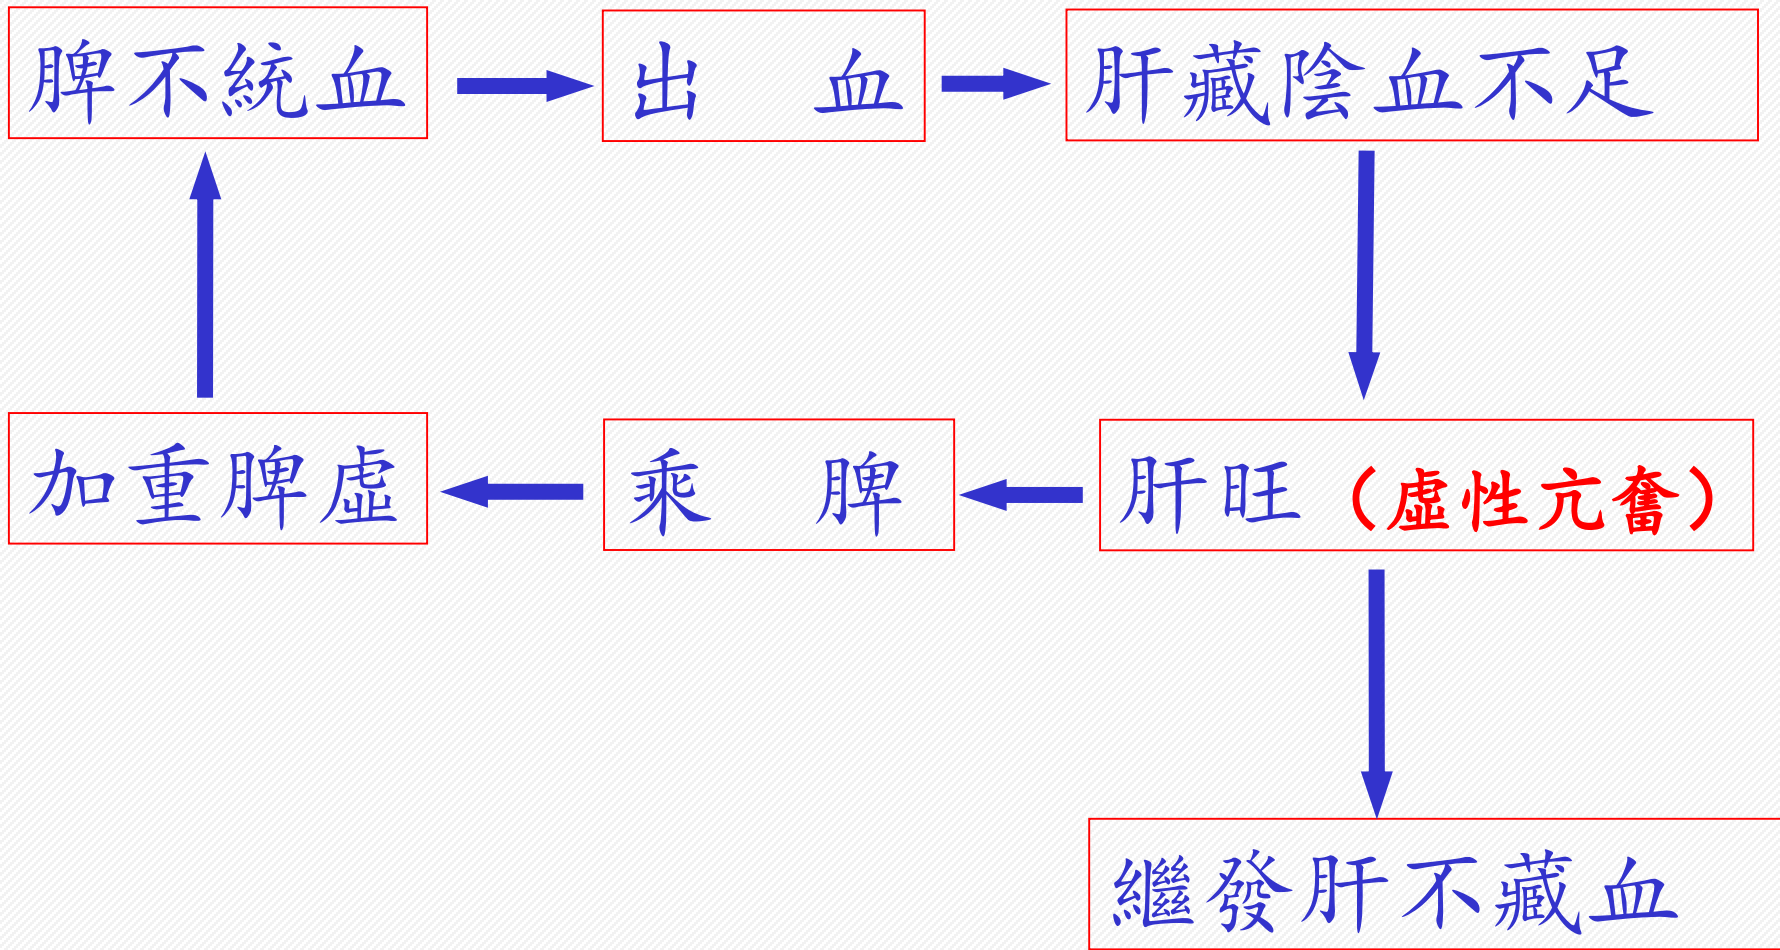 脾不統血
出 血
肝藏陰血不足
加重脾虛
乘 脾
肝旺（虛性亢奮）
繼發肝不藏血